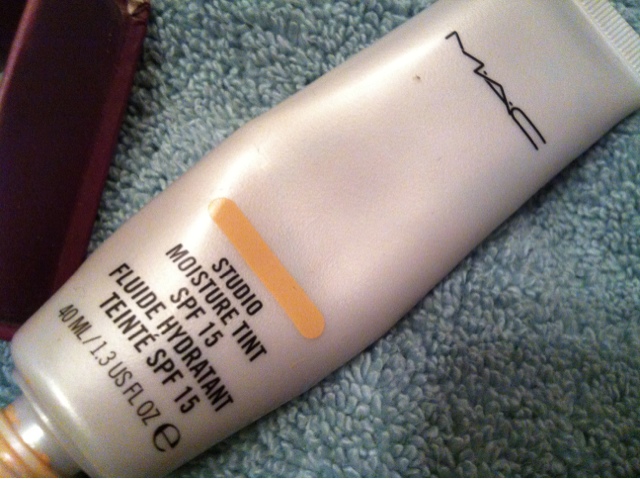 M·A·C
STUDIO
MOISTURE TINT
SPF 15
FLUIDE HYDRATANT
TEINTÉ SPF 15
40 ML / 1.3 US FL OZ ℮